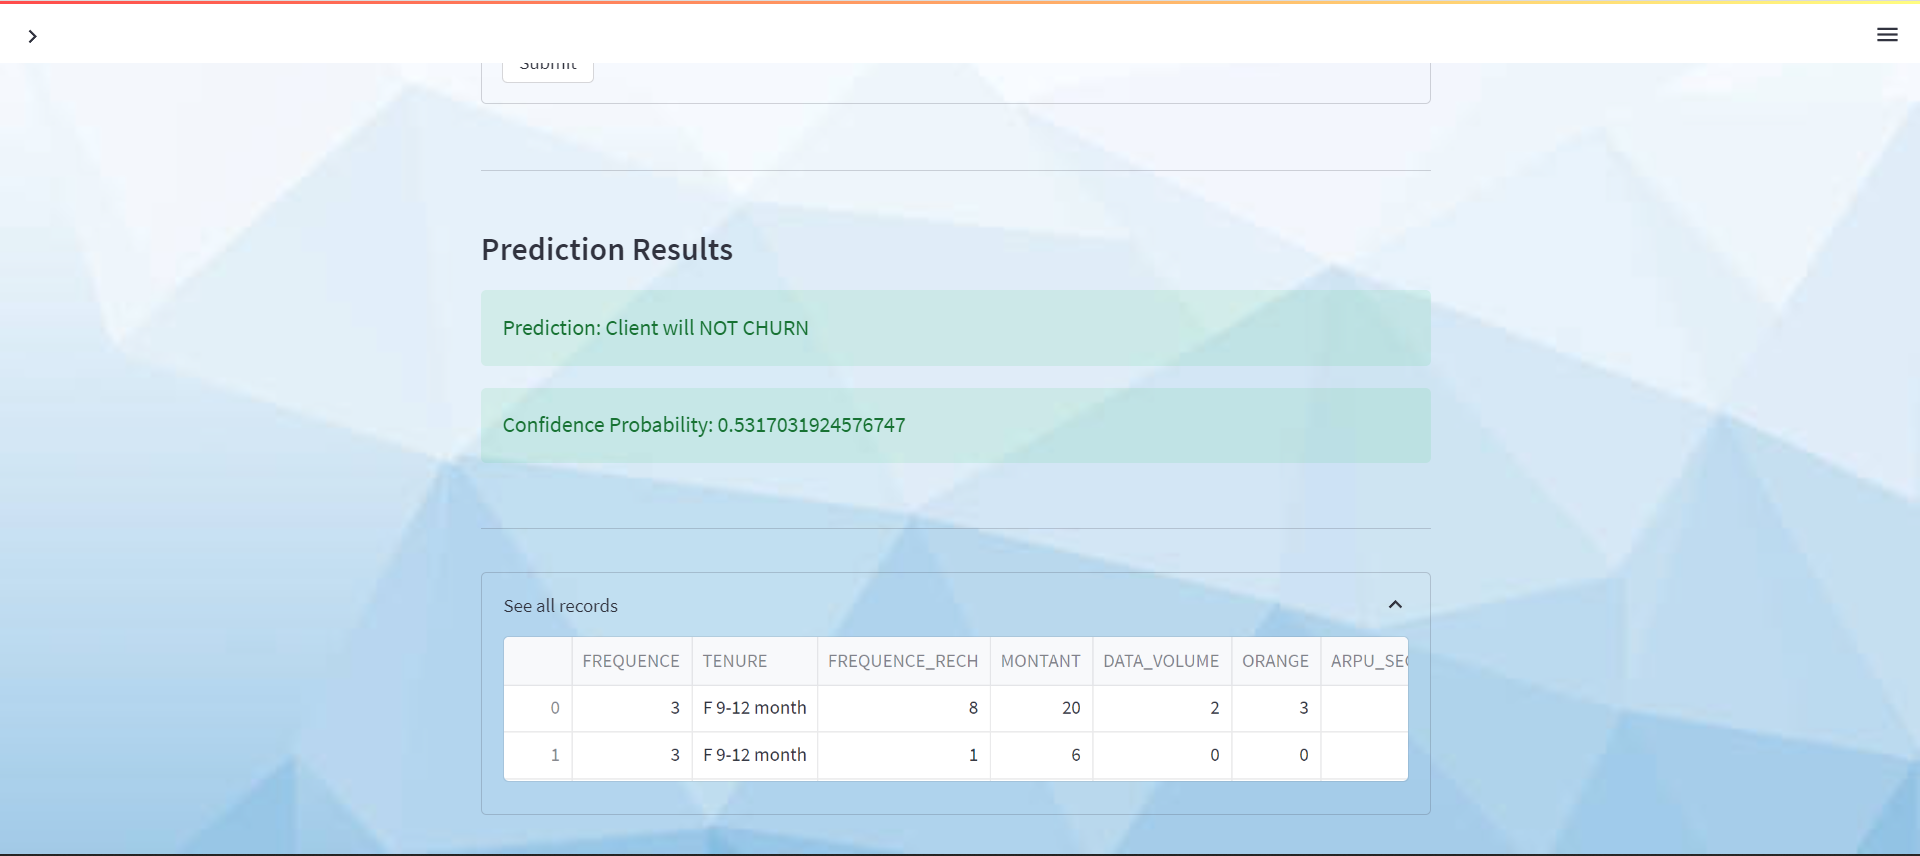 Submit
Prediction Results
Prediction: Client will NOT CHURN
Confidence Probability: 0.5317031924576747
See all records
FREQUENCE TENURE FREQUENCE_RECH MONTANT DATA_VOLUME ORANGE ARPU_SEG
0 3 F 9-12 month 8 20 2 3
1 3 F 9-12 month 1 6 0 0